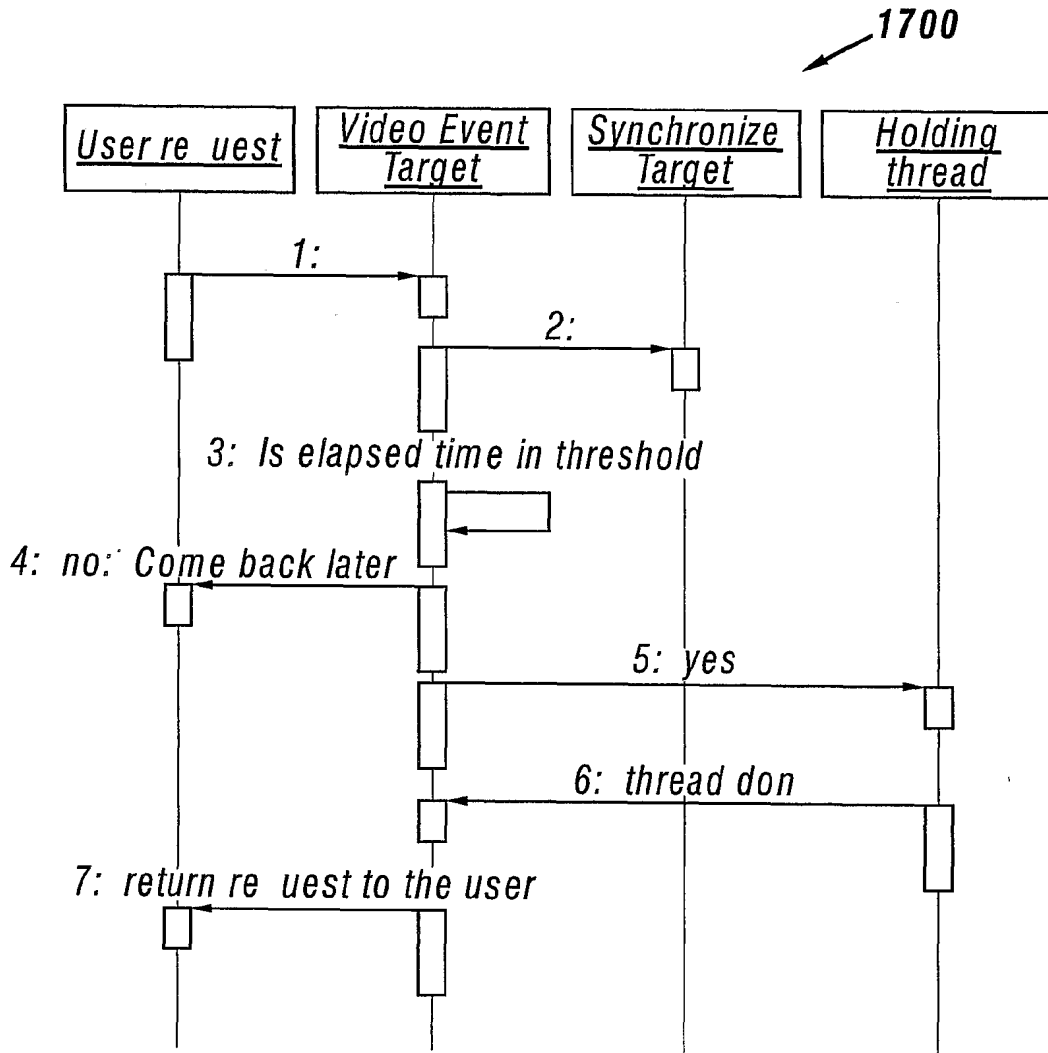 1700
User re uest
Video Event
Target
Synchronize
Target
Holding
thread
1:
2:
3: Is elapsed time in threshold
4: no: Come back later
5: yes
6: thread don
7: return re uest to the user